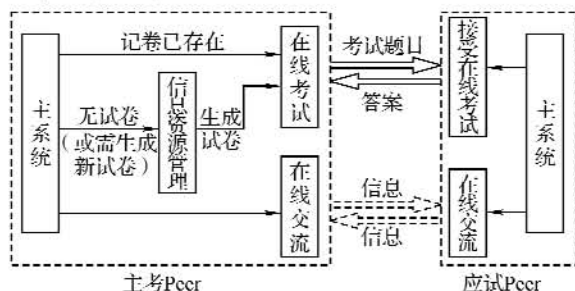 主系统
记卷已存在
无试卷
(或需生成
新试卷)
信息资源管理
生成
试卷
在线考试
在线交流
考试题目
答案
信息
信息
接受在线考试
在线交流
主系统
主考Peer
应试Peer